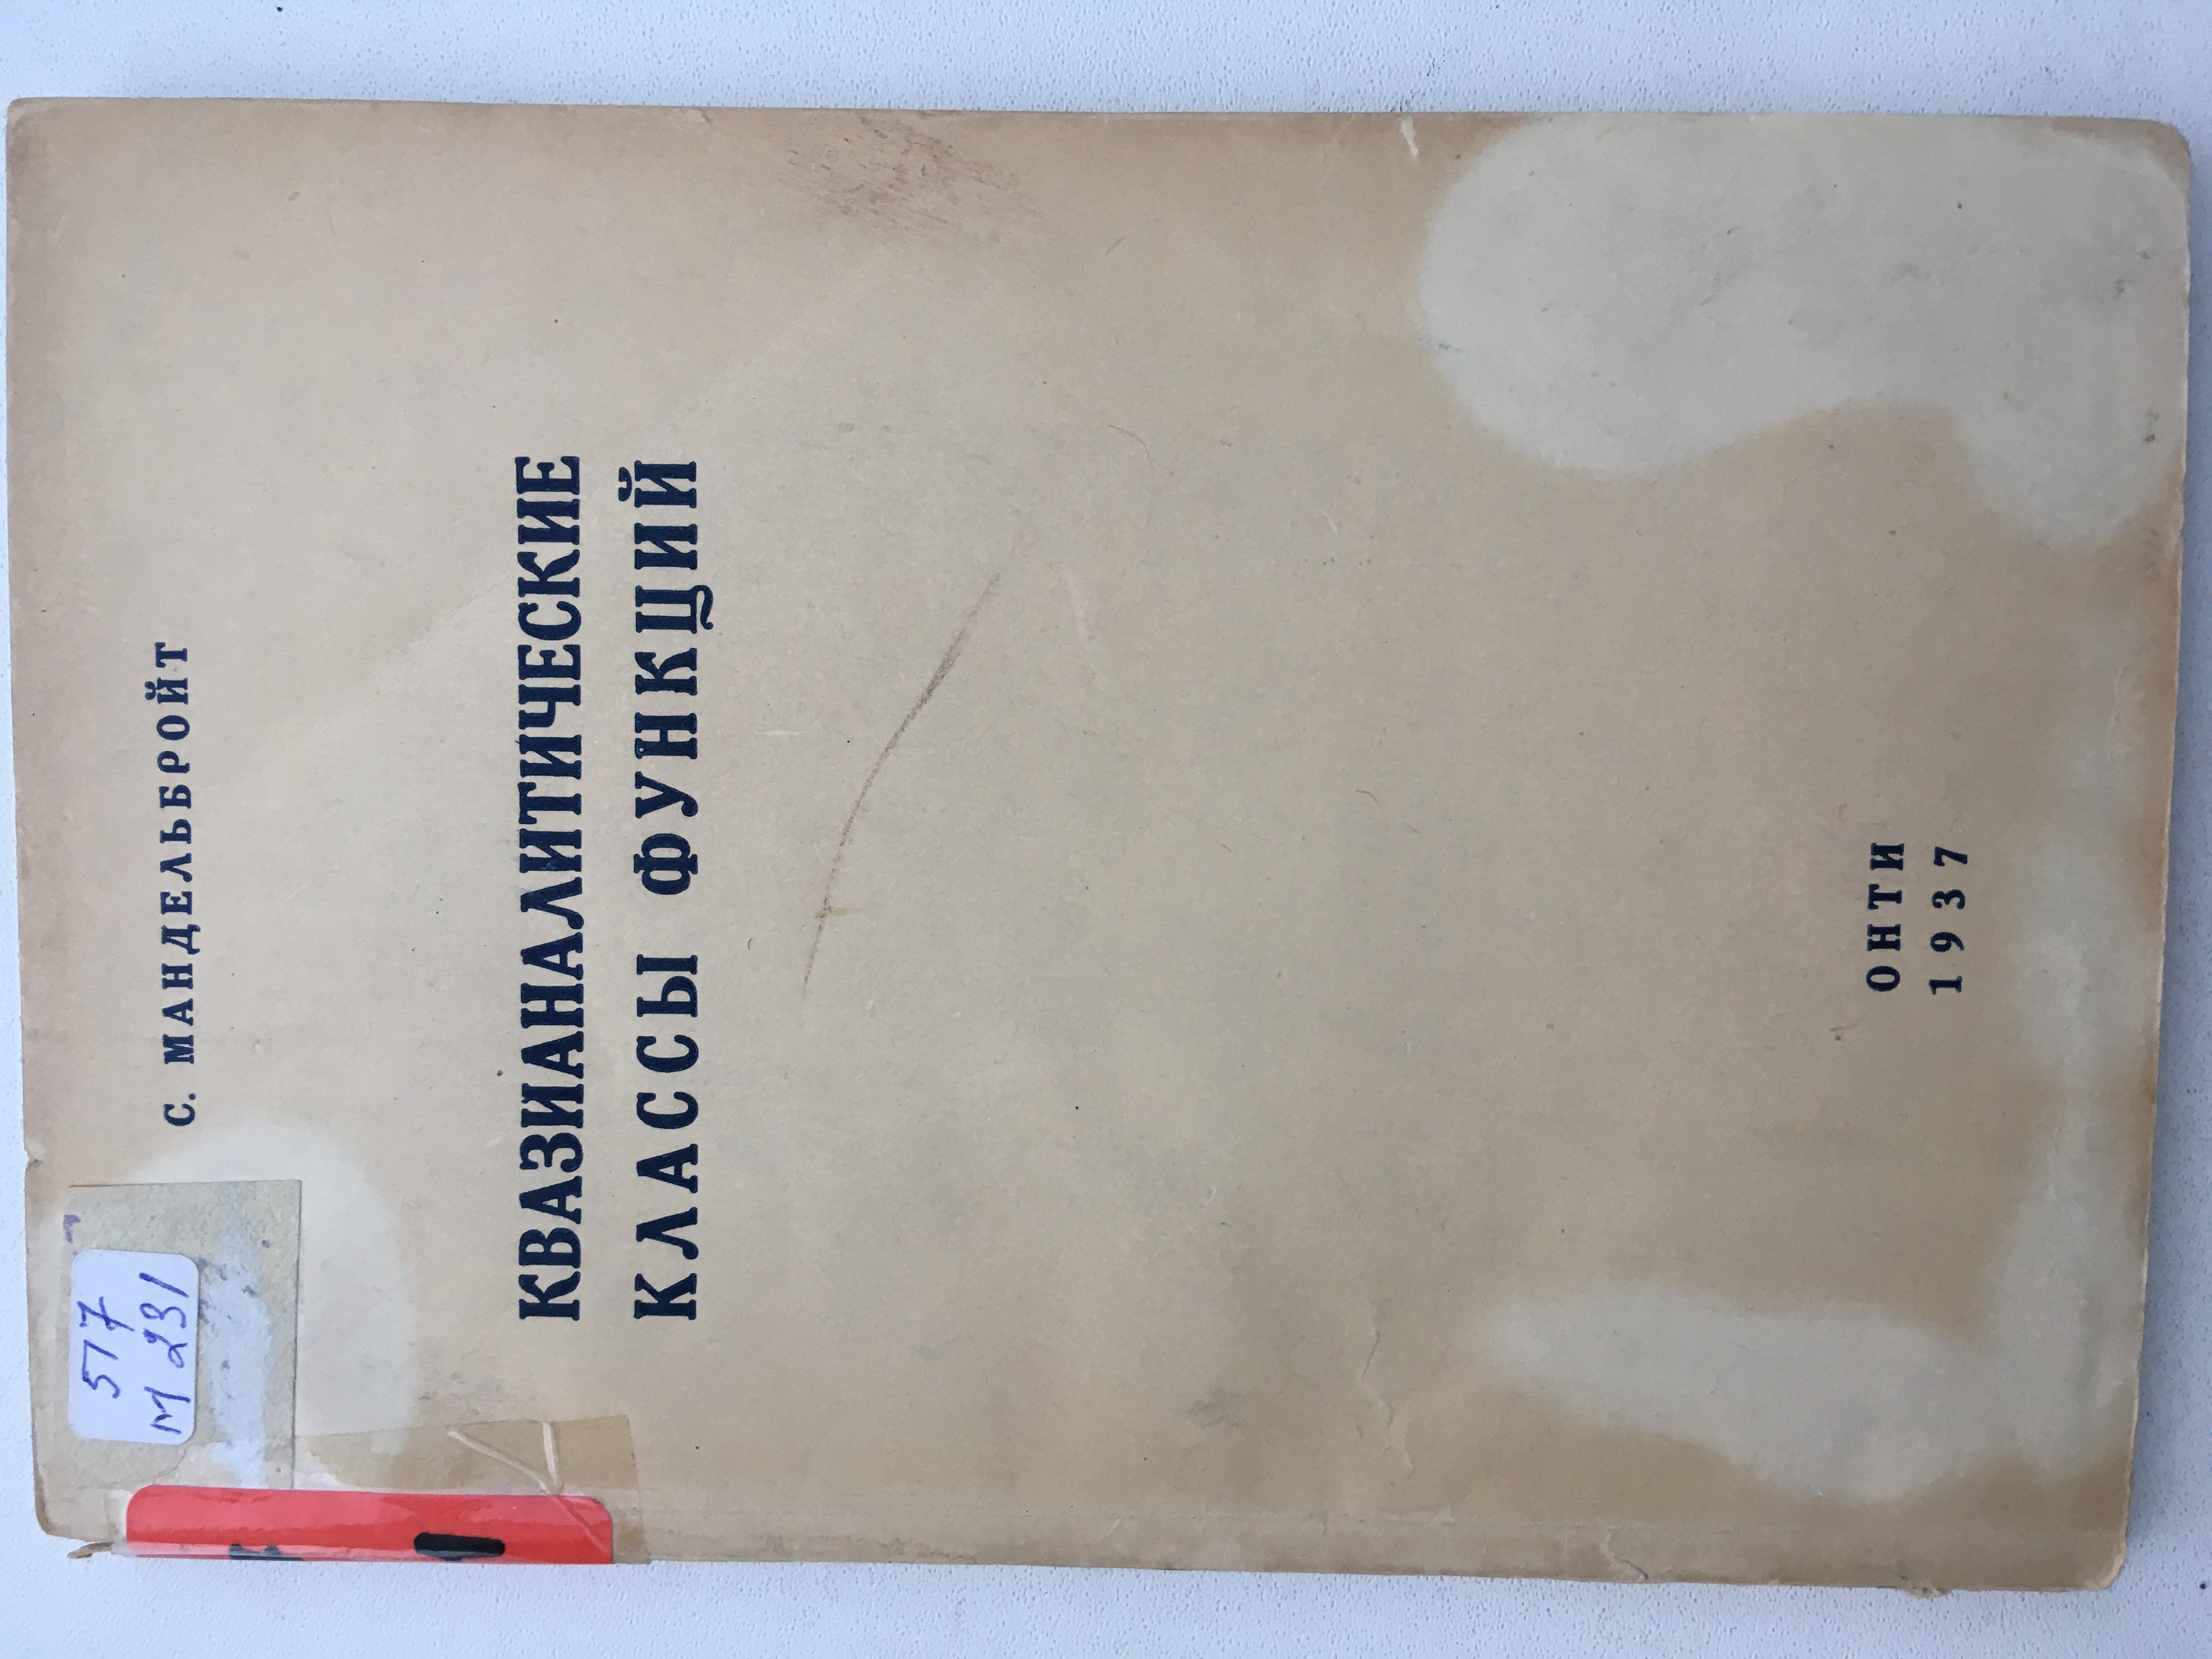 577
М 231
С. МАНДЕЛЬБРОЙТ
КВАЗИАНАЛИТИЧЕСКИЕ
КЛАССЫ ФУНКЦИЙ
ОНТИ
1937